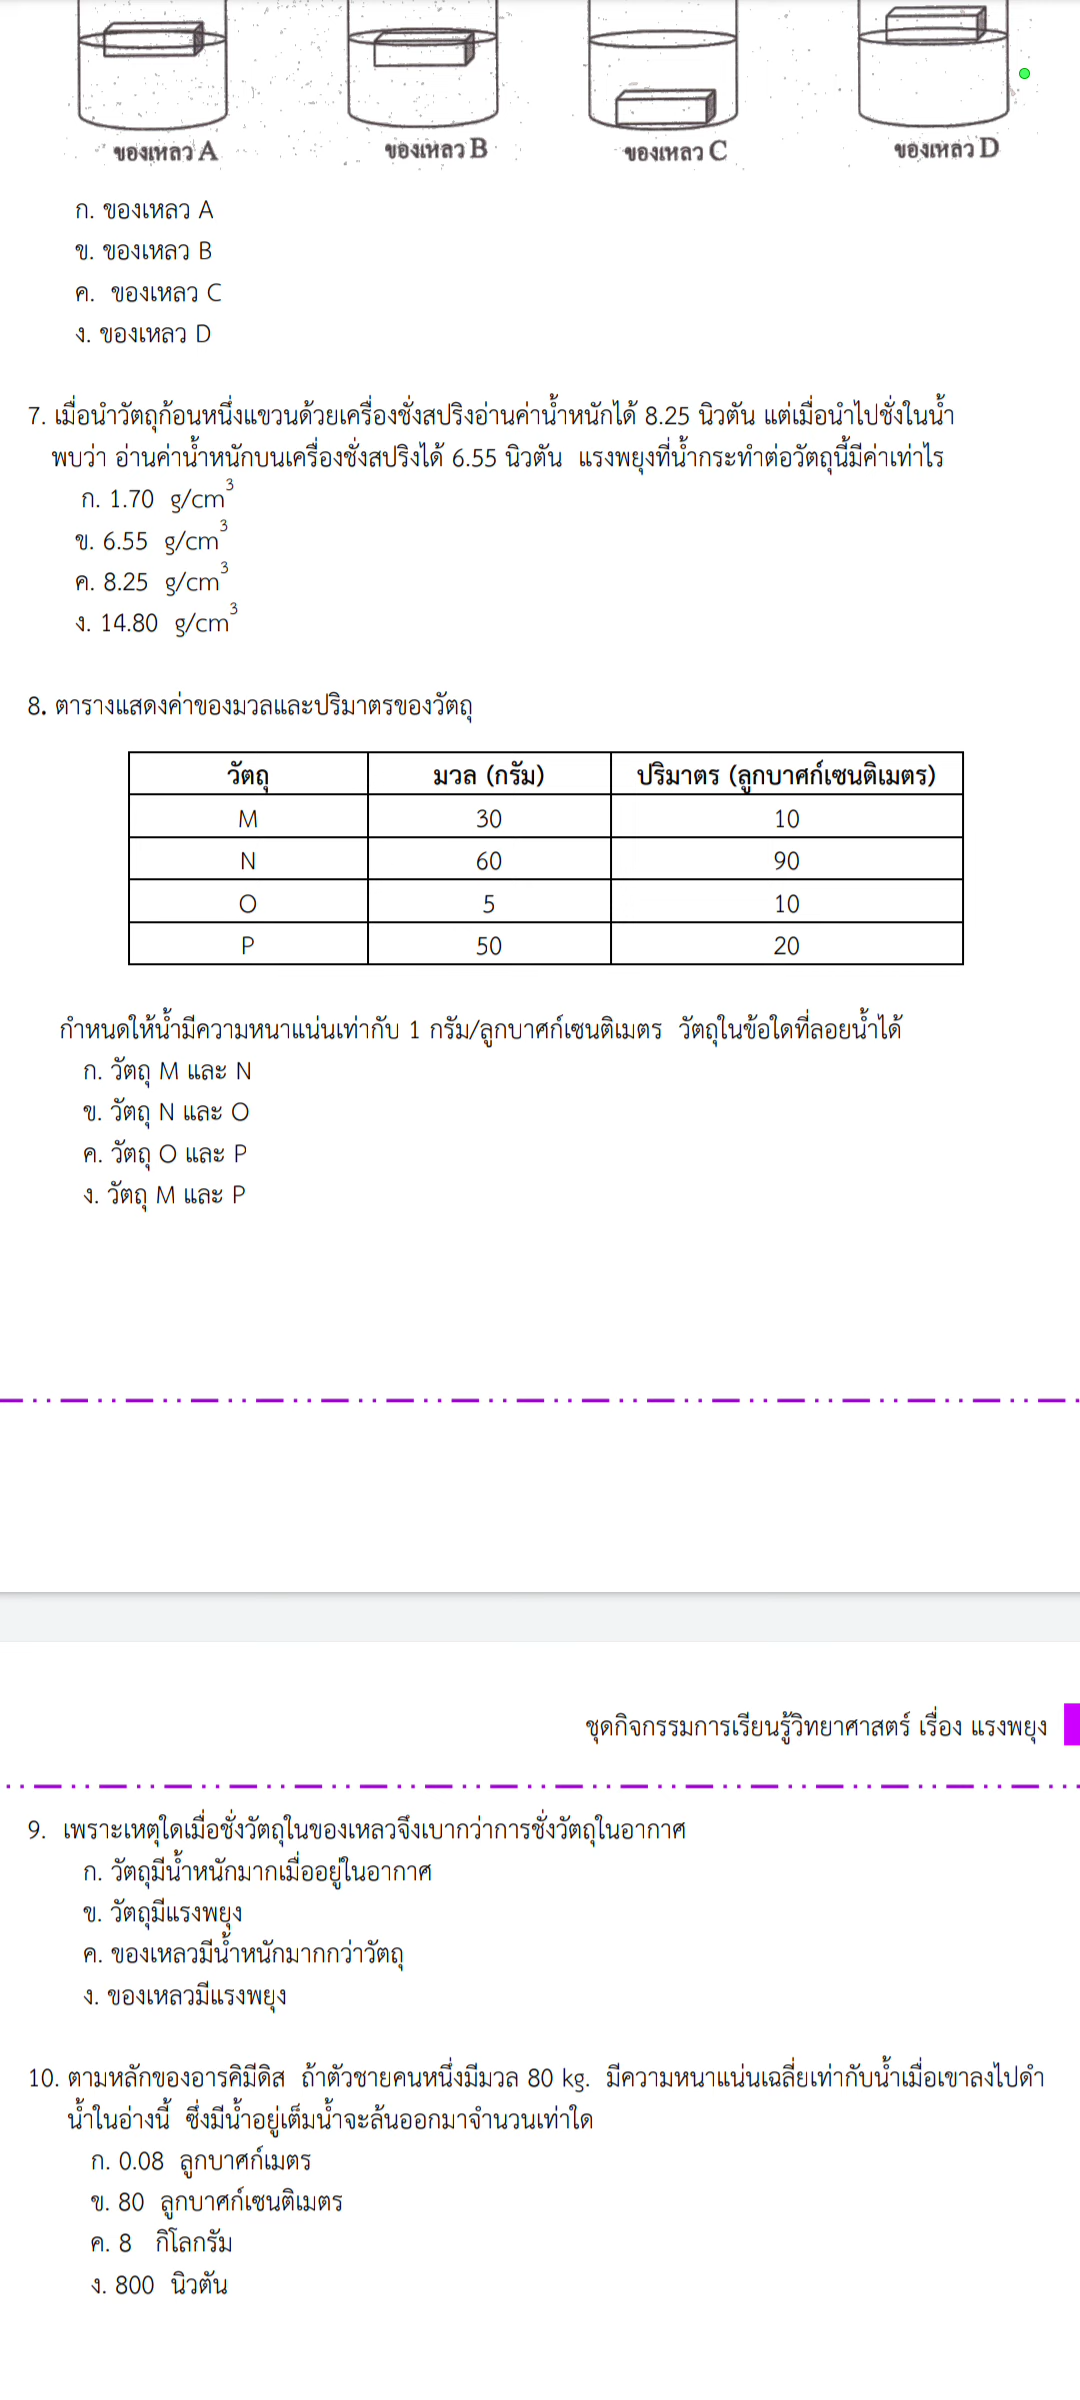 ของเหลว A ของเหลว B ของเหลว C ของเหลว D
ก. ของเหลว A
ข. ของเหลว B
ค. ของเหลว C
ง. ของเหลว D
7. เมื่อนำวัตถุก้อนหนึ่งแขวนด้วยเครื่องชั่งสปริงอ่านค่าน้ำหนักได้ 8.25 นิวตัน แต่เมื่อนำไปชั่งในน้ำ
พบว่า อ่านค่าน้ำหนักบนเครื่องชั่งสปริงได้ 6.55 นิวตัน แรงพยุงที่น้ำกระทำต่อวัตถุนี้มีค่าเท่าไร
ก. 1.70 g/cm³
ข. 6.55 g/cm³
ค. 8.25 g/cm³
ง. 14.80 g/cm³
8. ตารางแสดงค่าของมวลและปริมาตรของวัตถุ
วัตถุ มวล (กรัม) ปริมาตร (ลูกบาศก์เซนติเมตร)
M 30 10
N 60 90
O 5 10
P 50 20
กำหนดให้น้ำมีความหนาแน่นเท่ากับ 1 กรัม/ลูกบาศก์เซนติเมตร วัตถุในข้อใดที่ลอยน้ำได้
ก. วัตถุ M และ N
ข. วัตถุ N และ O
ค. วัตถุ O และ P
ง. วัตถุ M และ P
ชุดกิจกรรมการเรียนรู้วิทยาศาสตร์ เรื่อง แรงพยุง
9. เพราะเหตุใดเมื่อชั่งวัตถุในของเหลวจึงเบากว่าการชั่งวัตถุในอากาศ
ก. วัตถุมีน้ำหนักมากเมื่ออยู่ในอากาศ
ข. วัตถุมีแรงพยุง
ค. ของเหลวมีน้ำหนักมากกว่าวัตถุ
ง. ของเหลวมีแรงพยุง
10. ตามหลักของอารคิมีดิส ถ้าตัวชายคนหนึ่งมีมวล 80 kg. มีความหนาแน่นเฉลี่ยเท่ากับน้ำเมื่อเขาลงไปดำ
น้ำในอ่างนี้ ซึ่งมีน้ำอยู่เต็มน้ำจะล้นออกมาจำนวนเท่าใด
ก. 0.08 ลูกบาศก์เมตร
ข. 80 ลูกบาศก์เซนติเมตร
ค. 8 กิโลกรัม
ง. 800 นิวตัน